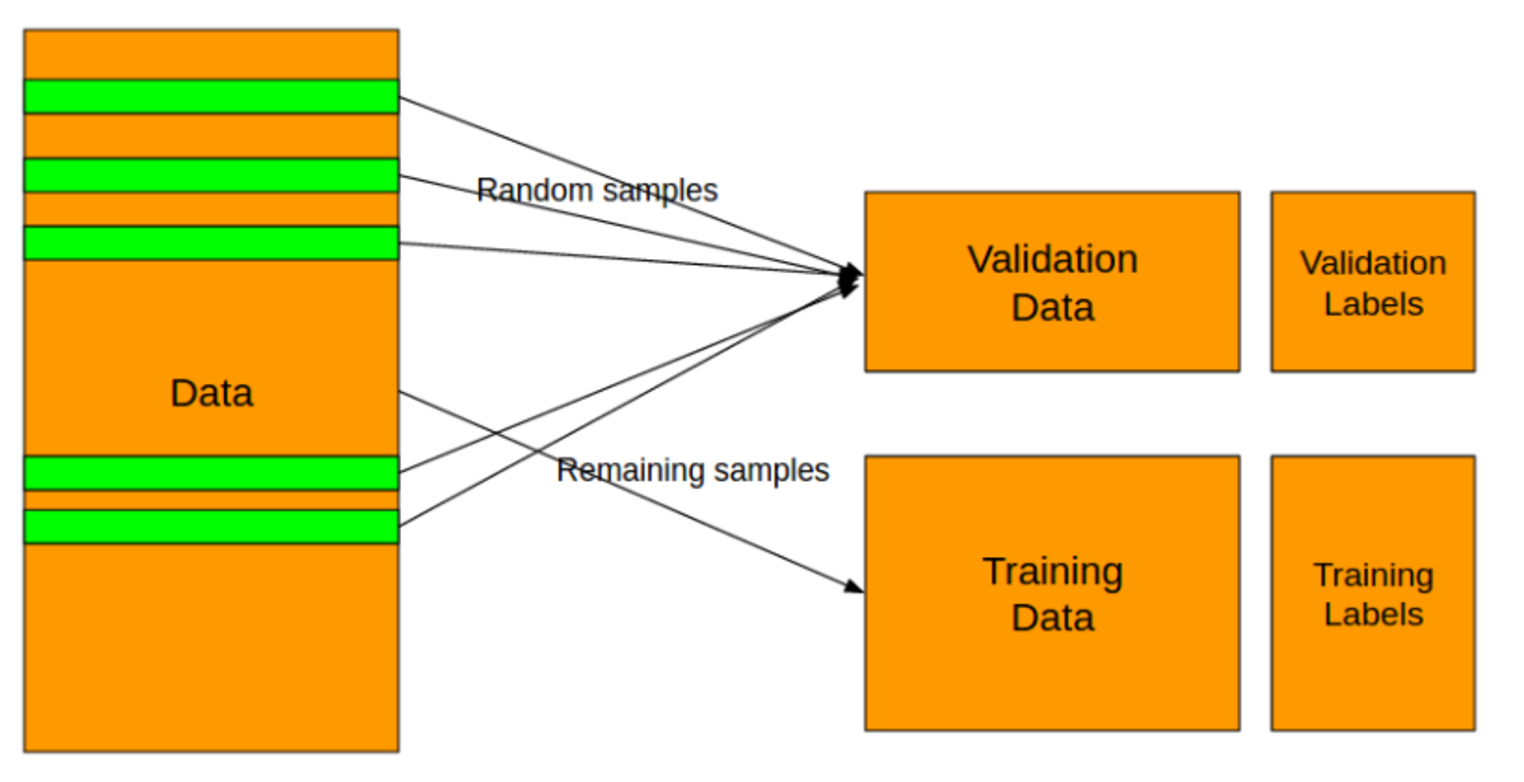 Random samples
Validation
Data
Validation
Labels
Data
Remaining samples
Training
Data
Training
Labels